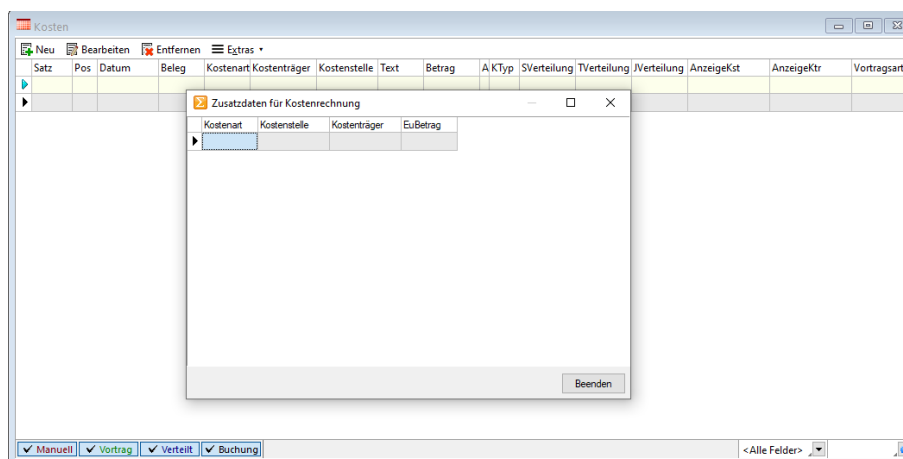 Kosten
Neu Bearbeiten Entfernen Extras
Satz Pos Datum Beleg Kostenart Kostenträger Kostenstelle Text Betrag A KTyp SVerteilung TVerteilung JVerteilung AnzeigeKst AnzeigeKtr Vortragsart
Zusatzdaten für Kostenrechnung
Kostenart Kostenstelle Kostenträger EuBetrag
Beenden
Manuell Vortrag Verteilt Buchung <Alle Felder>